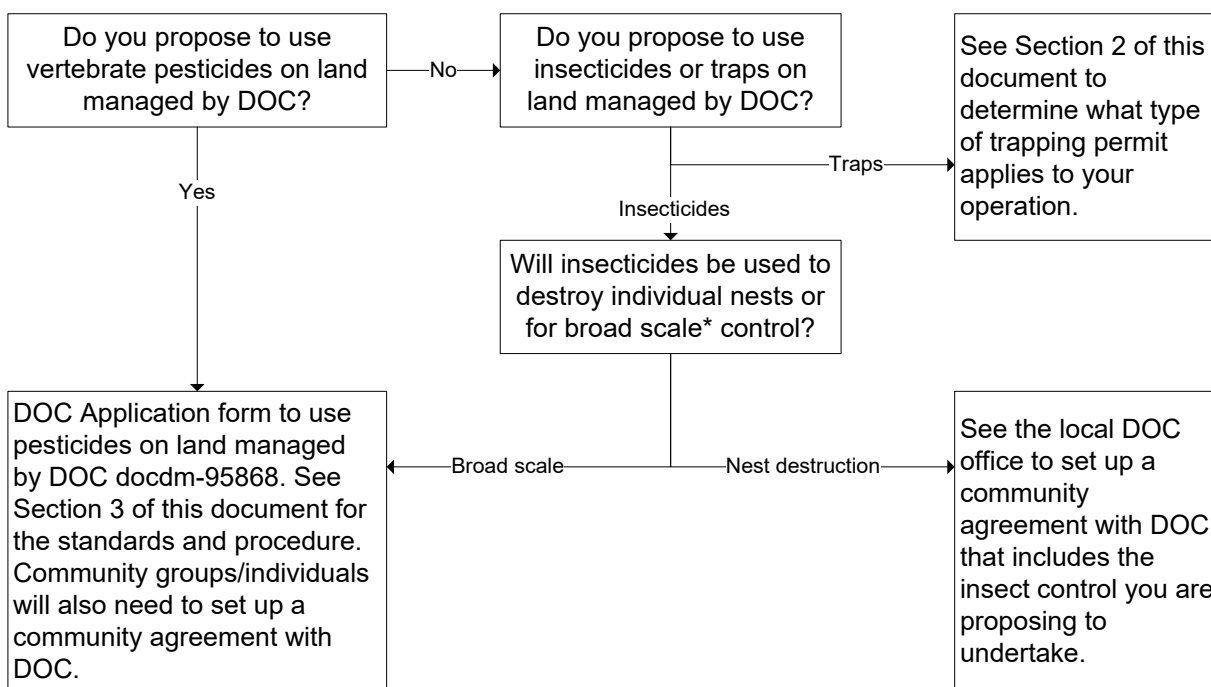 Do you propose to use
vertebrate pesticides on land
managed by DOC?
No
Do you propose to use
insecticides or traps on
land managed by DOC?
See Section 2 of this
document to
determine what type
of trapping permit
applies to your
operation.
Traps
Yes
Insecticides
Will insecticides be used to
destroy individual nests or
for broad scale* control?
DOC Application form to use
pesticides on land managed
by DOC docdm-95868. See
Section 3 of this document for
the standards and procedure.
Community groups/individuals
will also need to set up a
community agreement with
DOC.
Broad scale
Nest destruction
See the local DOC
office to set up a
community
agreement with DOC
that includes the
insect control you are
proposing to
undertake.